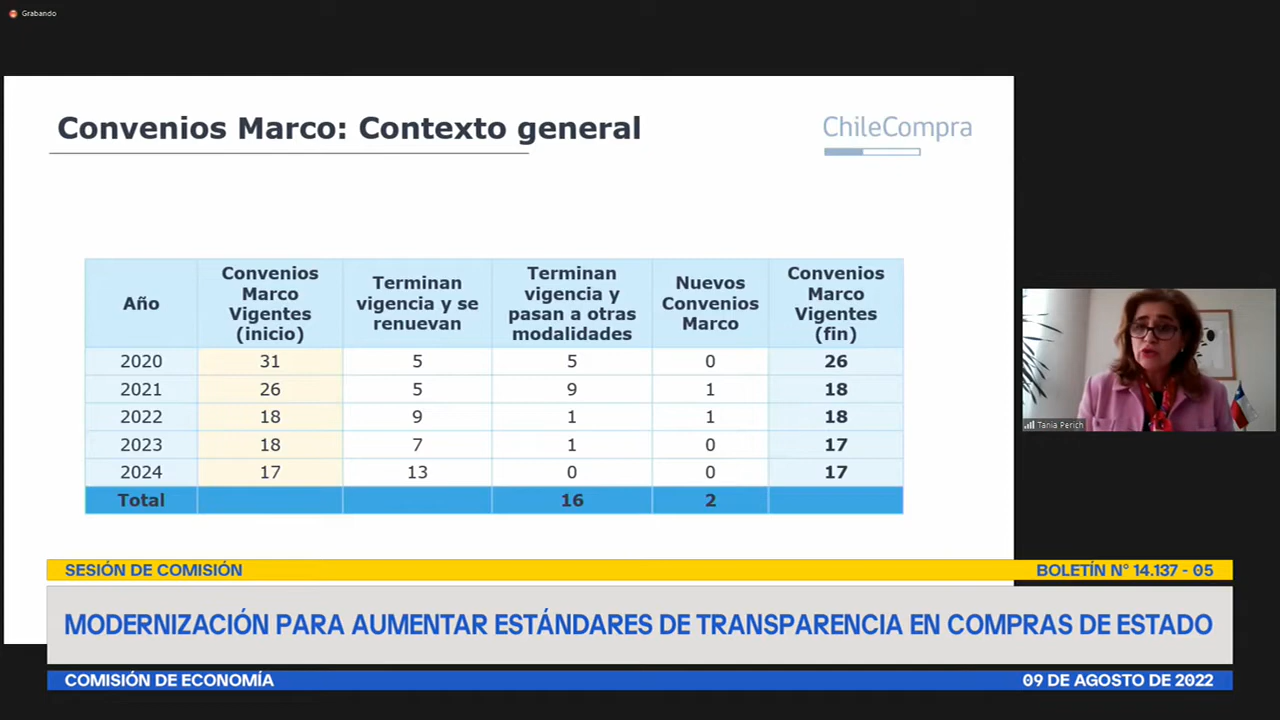 Grabando
Convenios Marco: Contexto general
ChileCompra
Año
Convenios
Marco
Vigentes
(inicio)
Terminan
vigencia y se
renuevan
Terminan
vigencia y
pasan a otras
modalidades
Nuevos
Convenios
Marco
Convenios
Marco
Vigentes
(fin)
2020 31 5 5 0 26
2021 26 5 9 1 18
2022 18 9 1 1 18
2023 18 7 1 0 17
2024 17 13 0 0 17
Total 16 2
Tania Perich
SESIÓN DE COMISIÓN
BOLETÍN N° 14.137 - 05
MODERNIZACIÓN PARA AUMENTAR ESTÁNDARES DE TRANSPARENCIA EN COMPRAS DE ESTADO
COMISIÓN DE ECONOMÍA
09 DE AGOSTO DE 2022